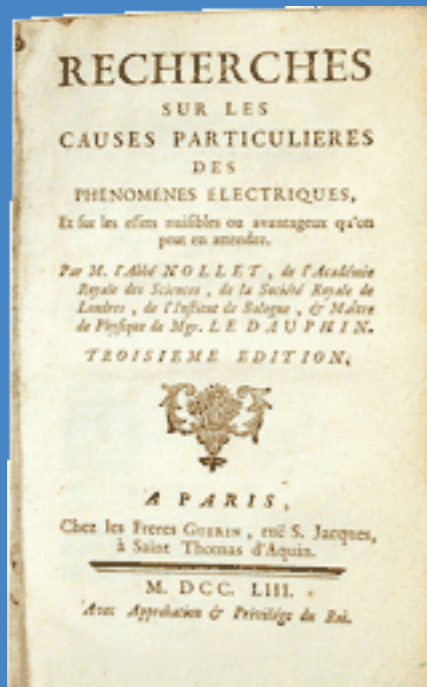 RECHERCHES
SUR LES
CAUSES PARTICULIERES
DES
PHÉNOMÉNES ÉLECTRIQUES,
Et sur les effets nuisibles ou avantageux qu'on
peut en attendre.
Par M. l'Abbé NOLLET, de l'Académie
Royale des Sciences, de la Société Royale de
Londres, de l'Institut de Bologne, & Maître
de Physique de Mgr. LE DAUPHIN.
TROISIEME EDITION.
A PARIS,
Chez les Freres GUERIN, ruë S. Jacques,
à Saint Thomas d'Aquin.
M. DCC. LIII.
Avec Approbation & Privilége du Roi.